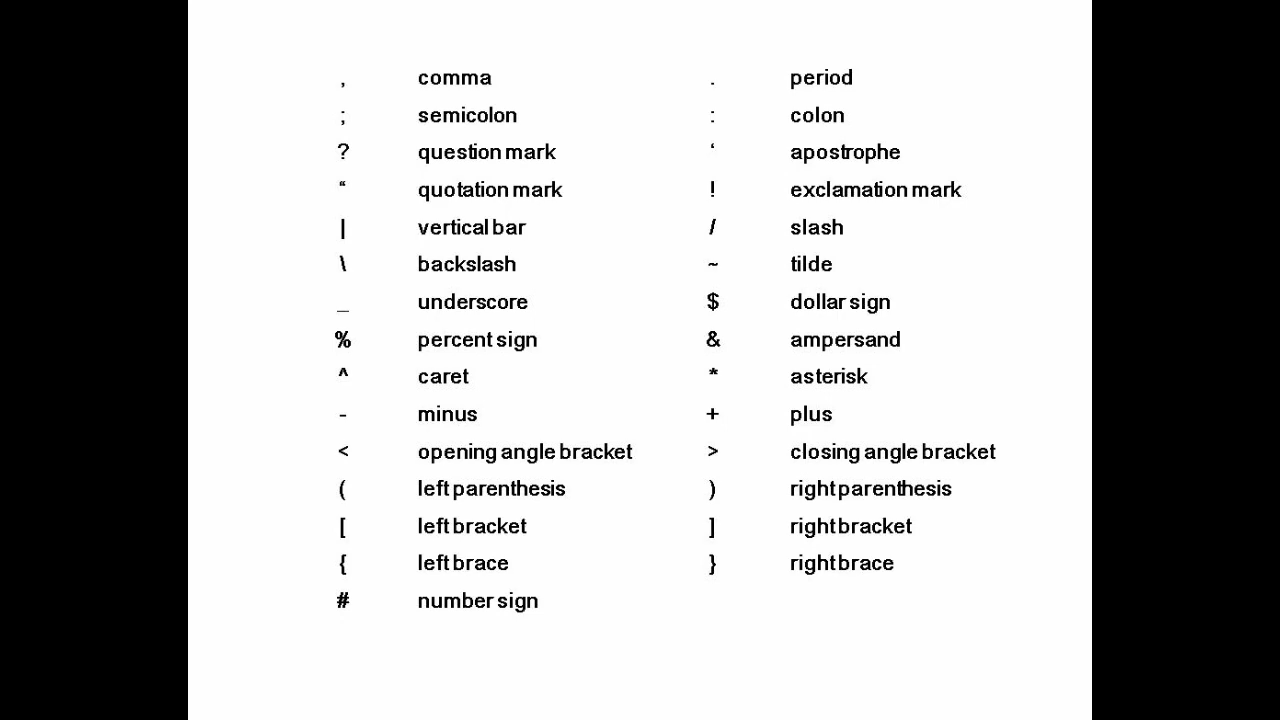 , comma . period
; semicolon : colon
? question mark ‘ apostrophe
“ quotation mark ! exclamation mark
| vertical bar / slash
\ backslash ~ tilde
_ underscore $ dollar sign
% percent sign & ampersand
^ caret * asterisk
- minus + plus
< opening angle bracket > closing angle bracket
( left parenthesis ) right parenthesis
[ left bracket ] right bracket
{ left brace } right brace
# number sign